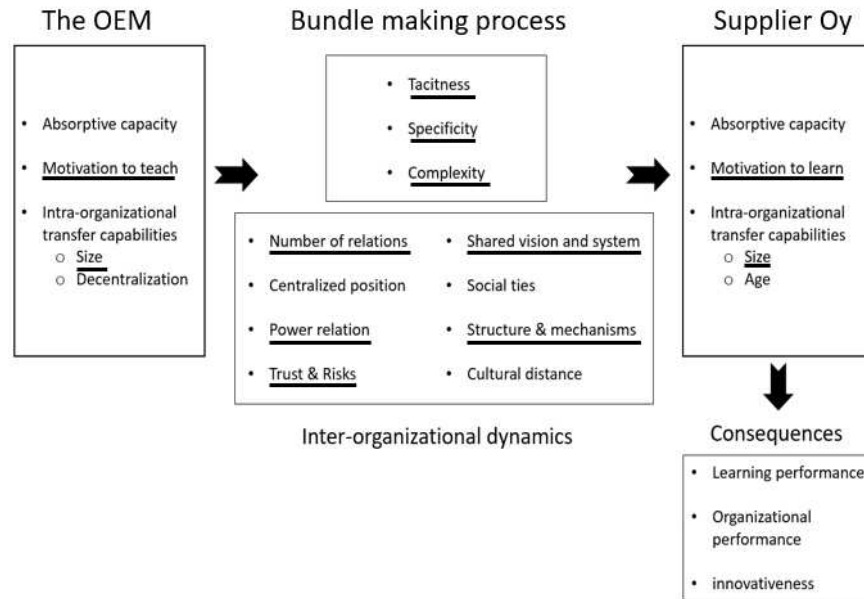 The OEM
Bundle making process
Supplier Oy
• Absorptive capacity
• Motivation to teach
• Intra-organizational
transfer capabilities
o Size
o Decentralization
• Tacitness
• Specificity
• Complexity
• Number of relations
• Centralized position
• Power relation
• Trust & Risks
• Shared vision and system
• Social ties
• Structure & mechanisms
• Cultural distance
Inter-organizational dynamics
• Absorptive capacity
• Motivation to learn
• Intra-organizational
transfer capabilities
o Size
o Age
Consequences
• Learning performance
• Organizational
performance
• innovativeness